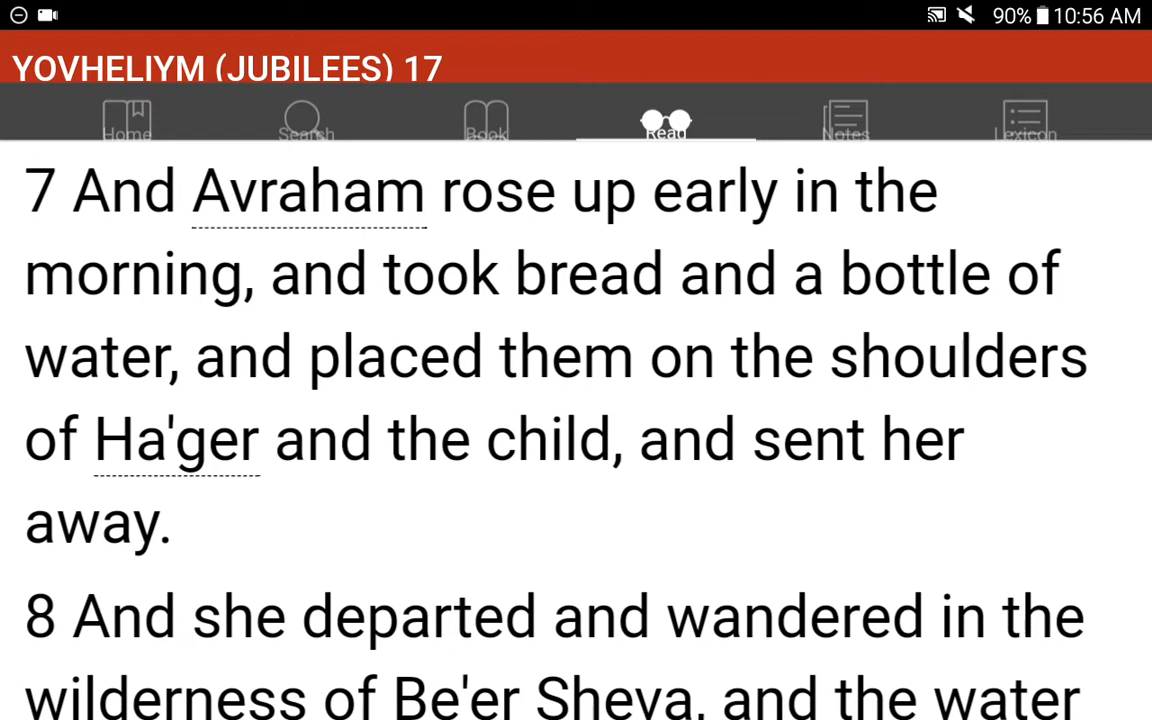 90% 10:56 AM
YOVHELIYM (JUBILEES) 17
Home Search Book Read Notes Lexicon
7 And Avraham rose up early in the
morning, and took bread and a bottle of
water, and placed them on the shoulders
of Ha'ger and the child, and sent her
away.
8 And she departed and wandered in the
wilderness of Be'er Sheva, and the water